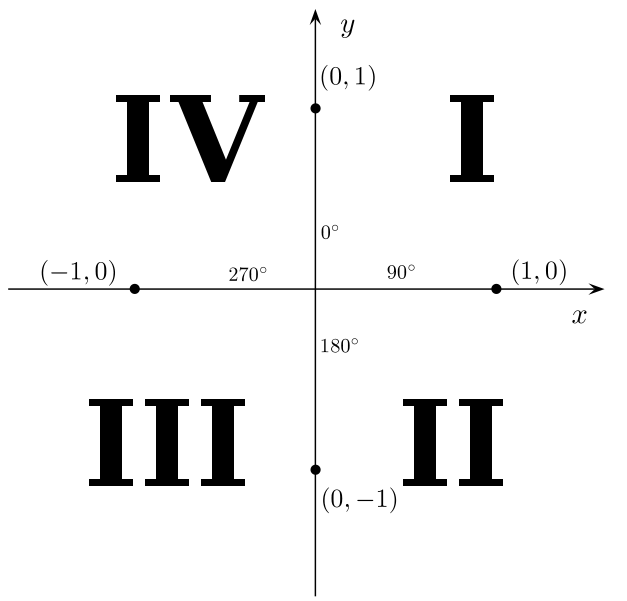 y
(0, 1)
IV I
0°
(−1, 0) 270° 90° (1, 0)
x
180°
III II
(0, −1)